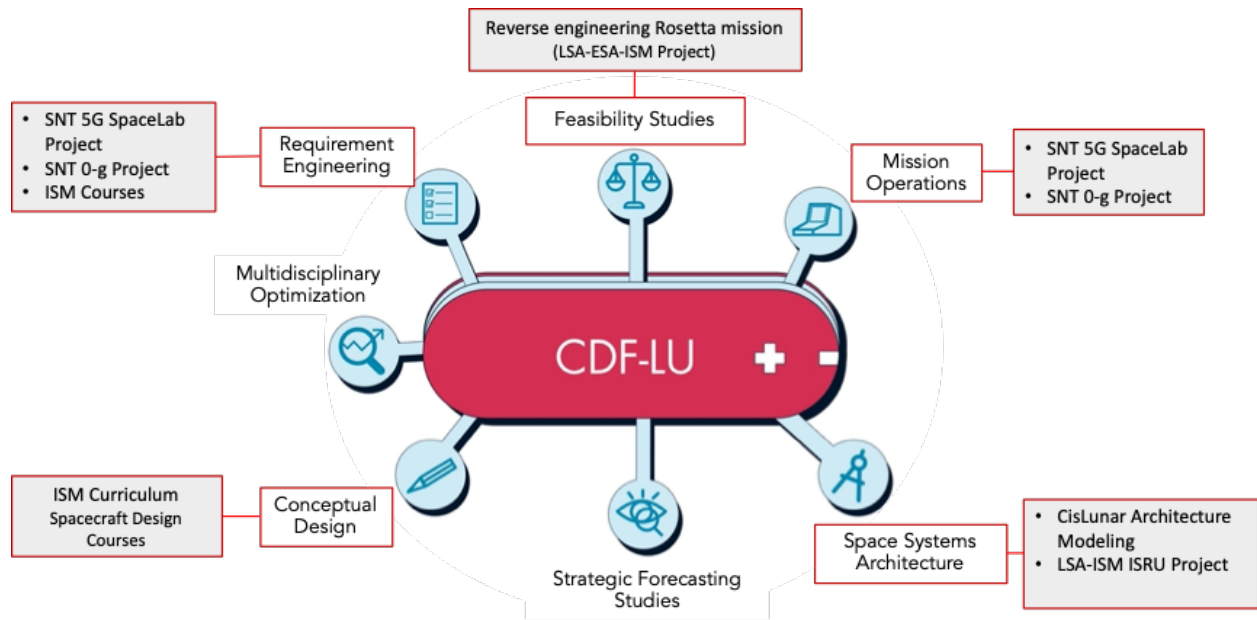 Reverse engineering Rosetta mission
(LSA-ESA-ISM Project)
Feasibility Studies
• SNT 5G SpaceLab
Project
• SNT 0-g Project
• ISM Courses
Requirement
Engineering
Mission
Operations
• SNT 5G SpaceLab
Project
• SNT 0-g Project
Multidisciplinary
Optimization
CDF-LU
ISM Curriculum
Spacecraft Design
Courses
Conceptual
Design
Strategic Forecasting
Studies
Space Systems
Architecture
• CisLunar Architecture
Modeling
• LSA-ISM ISRU Project